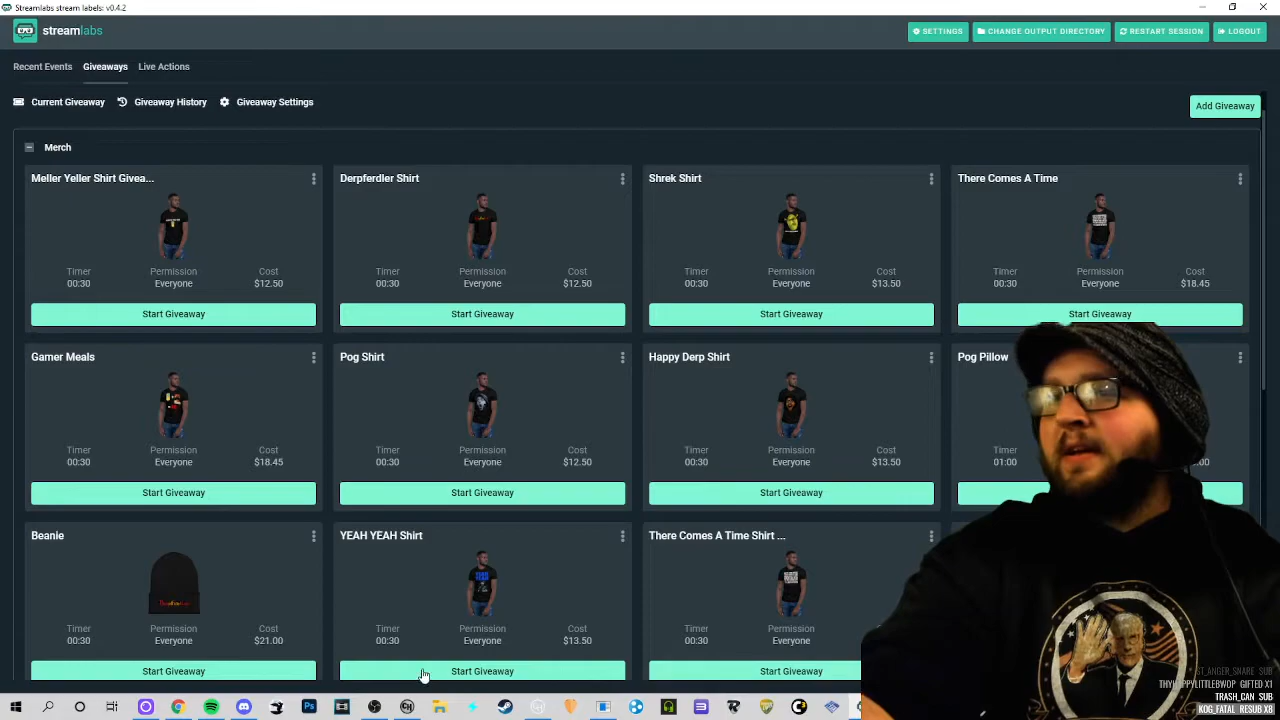 Streamlabs stream labels: v0.4.2
streamlabs
SETTINGS CHANGE OUTPUT DIRECTORY RESTART SESSION LOGOUT
Recent Events Giveaways Live Actions
Current Giveaway Giveaway History Giveaway Settings
Add Giveaway
Merch
Meller Yeller Shirt Givea... Derpferdler Shirt Shrek Shirt There Comes A Time
Timer Permission Cost Timer Permission Cost Timer Permission Cost Timer Permission Cost
00:30 Everyone $12.50 00:30 Everyone $12.50 00:30 Everyone $13.50 00:30 Everyone $18.45
Start Giveaway Start Giveaway Start Giveaway Start Giveaway
Gamer Meals Pog Shirt Happy Derp Shirt Pog Pillow
Timer Permission Cost Timer Permission Cost Timer Permission Cost Timer
00:30 Everyone $18.45 00:30 Everyone $12.50 00:30 Everyone $13.50 01:00
Start Giveaway Start Giveaway Start Giveaway
Beanie YEAH YEAH Shirt There Comes A Time Shirt ...
Timer Permission Cost Timer Permission Cost Timer Permission
00:30 Everyone $21.00 00:30 Everyone $13.50 00:30 Everyone
Start Giveaway Start Giveaway Start Giveaway
ST_ANGER_SNARE SUB
THYHAPPYLITTLEBWOP GIFTED X1
TRASH_CAN SUB
KOG_FATAL RESUB X8